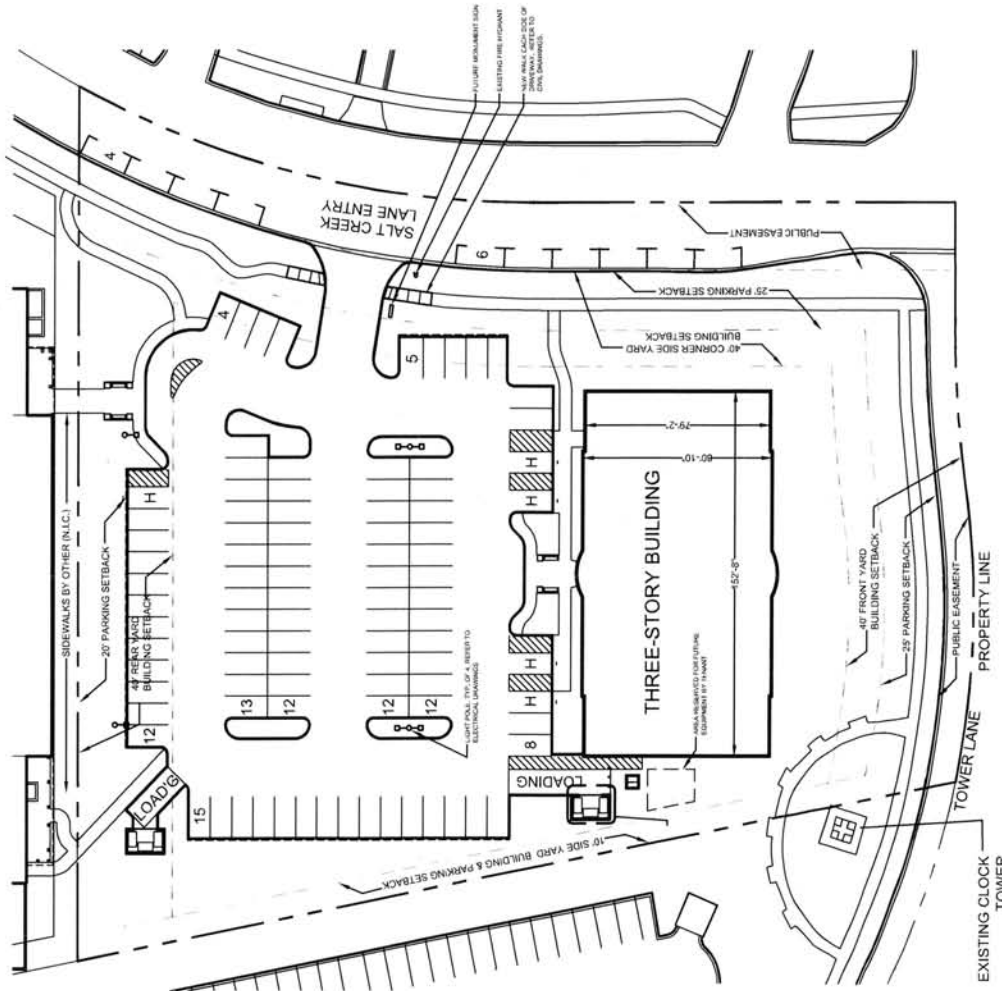 FUTURE MONUMENT SIGN
EXISTING FIRE HYDRANT
NEW WALK EACH SIDE OF
DRIVEWAY. REFER TO
CIVIL DRAWINGS.
4
SALT CREEK
LANE ENTRY
PUBLIC EASEMENT
6
25' PARKING SETBACK
40' CORNER SIDE YARD
BUILDING SETBACK
4
5
SIDEWALKS BY OTHER (N.I.C.)
20' PARKING SETBACK
40' REAR YARD
BUILDING SETBACK
H
12
LOAD'G
13
12
12
12
LIGHT POLE, TYP. OF 4, REFER TO
ELECTRICAL DRAWINGS
15
H
H
H
H
8
LOADING
THREE-STORY BUILDING
79'-2"
60'-10"
152'-8"
AREA RESERVED FOR FUTURE
EQUIPMENT BY TENANT
10' SIDE YARD BUILDING & PARKING SETBACK
40' FRONT YARD
BUILDING SETBACK
25' PARKING SETBACK
PUBLIC EASEMENT
PROPERTY LINE
TOWER LANE
EXISTING CLOCK
TOWER